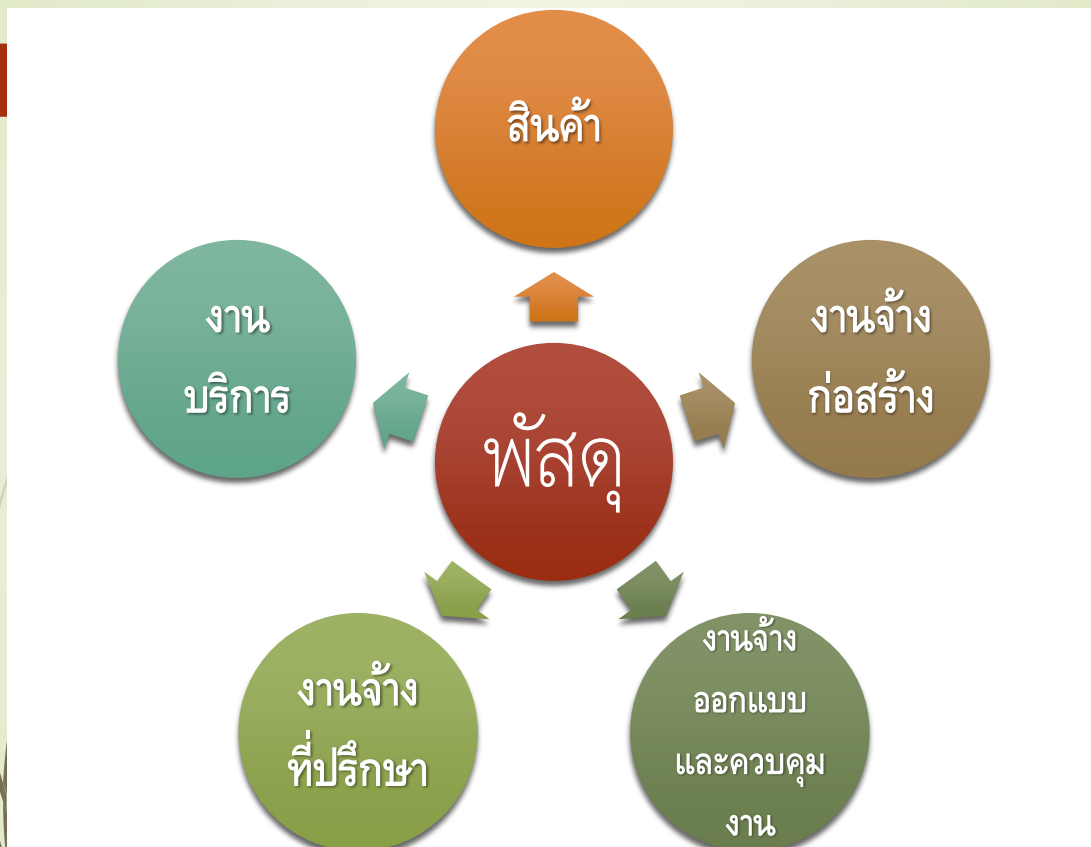 สินค้า
งาน
บริการ
งานจ้าง
ก่อสร้าง
พัสดุ
งานจ้าง
ที่ปรึกษา
งานจ้าง
ออกแบบ
และควบคุม
งาน